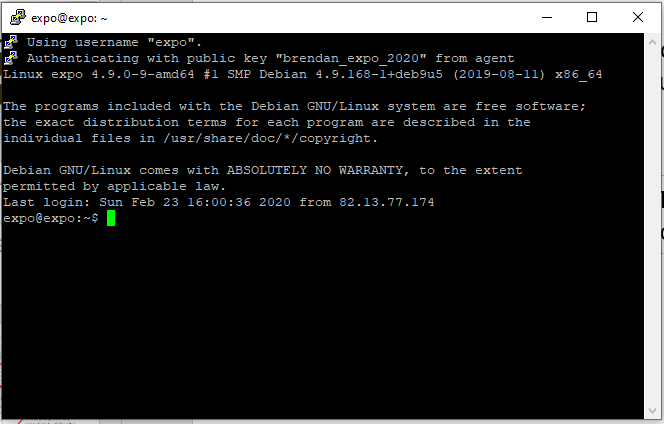 expo@expo: ~
Using username "expo".
Authenticating with public key "brendan_expo_2020" from agent
Linux expo 4.9.0-9-amd64 #1 SMP Debian 4.9.168-1+deb9u5 (2019-08-11) x86_64
The programs included with the Debian GNU/Linux system are free software;
the exact distribution terms for each program are described in the
individual files in /usr/share/doc/*/copyright.
Debian GNU/Linux comes with ABSOLUTELY NO WARRANTY, to the extent
permitted by applicable law.
Last login: Sun Feb 23 16:00:36 2020 from 82.13.77.174
expo@expo:~$